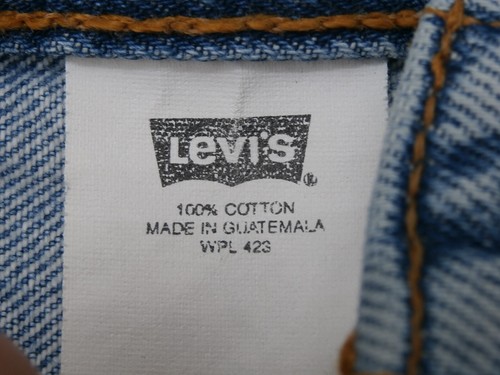 Levi's
®
100% COTTON
MADE IN GUATEMALA
WPL 423